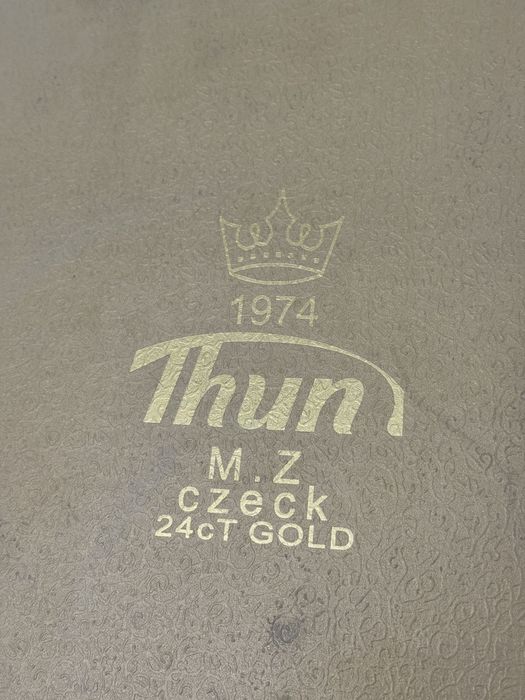 1974
Thun
M.Z
czeck
24cT GOLD